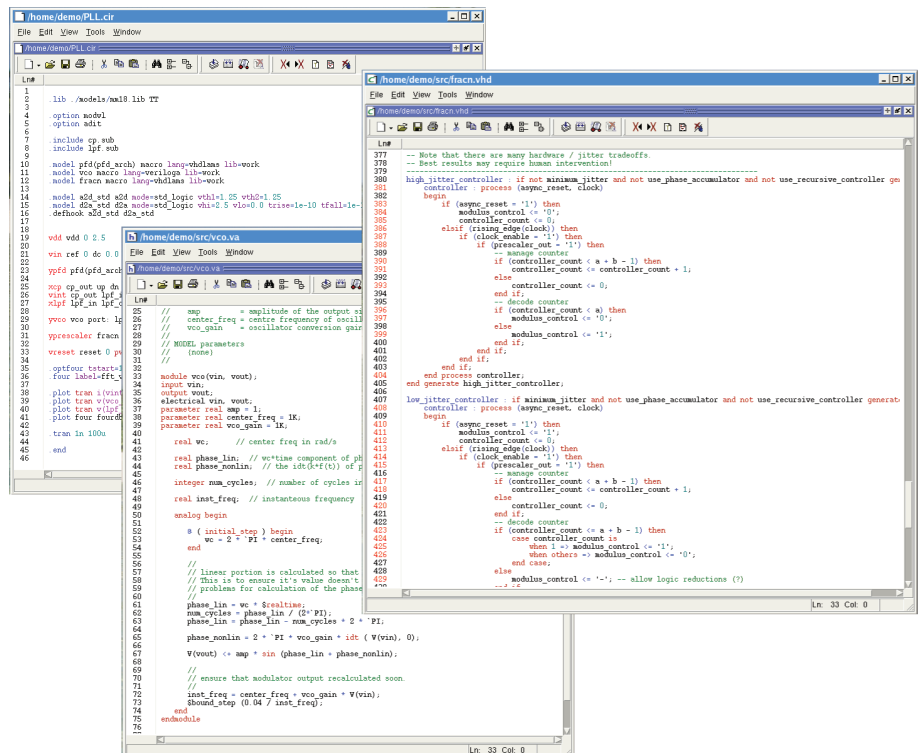 /home/demo/PLL.cir
File Edit View Tools Window
/home/demo/PLL.cir
Ln#
1
2 .lib ../models/mm18.lib TT
3
4 .option modwl
5 .option adit
6
7 .include cp.sub
8 .include lpf.sub
9
10 .model pfd(pfd_arch) macro lang=vhdlams lib=work
11 .model vco macro lang=veriloga lib=work
12 .model fracn macro lang=vhdlams lib=work
13
14 .model a2d_std a2d mode=std_logic vth1=1.25 vth2=1.25
15 .model d2a_std d2a mode=std_logic vhi=2.5 vlo=0.0 trise=1e-10 tfall=1e-
16 .defhook a2d_std d2a_std
17
18
19 vdd vdd 0 2.5
20
21 vin ref 0 dc 0.0
22
23 ypfd pfd(pfd_arch
24
25 xcp cp_out up dn
26 vint cp_out lpf_i
27 xlpf lpf_in lpf_o
28
29 yvco vco port: lp
30
31 yprescaler fracn
32
33 vreset reset 0 pw
34
35 .optfour tstart=1
36 .four label=fft_v
37
38 .plot tran i(vint
39 .plot tran v(vco_
40 .plot tran v(lpf_
41 .plot four fourdb
42
43 .tran 1n 100u
44
45 .end
46
/home/demo/src/vco.va
File Edit View Tools Window
/home/demo/src/vco.va
Ln#
25 // amp = amplitude of the output si
26 // center_freq = centre frequency of oscill
27 // vco_gain = oscillator conversion gain
28 //
29 // MODEL parameters
30 // (none)
31 //
32
33 module vco(vin, vout);
34 input vin;
35 output vout;
36 electrical vin, vout;
37 parameter real amp = 1;
38 parameter real center_freq = 1K;
39 parameter real vco_gain = 1K;
40
41 real wc; // center freq in rad/s
42
43 real phase_lin; // wc*time component of ph
44 real phase_nonlin; // the idt(k*f(t)) of p
45
46 integer num_cycles; // number of cycles in
47
48 real inst_freq; // instanteous frequency
49
50 analog begin
51
52 @ ( initial_step ) begin
53 wc = 2 * `PI * center_freq;
54 end
55
56 //
57 // linear portion is calculated so that
58 // This is to ensure it's value doesn't
59 // problems for calculation of the phase
60 //
61 phase_lin = wc * $realtime;
62 num_cycles = phase_lin / (2*`PI);
63 phase_lin = phase_lin - num_cycles * 2 * `PI;
64
65 phase_nonlin = 2 * `PI * vco_gain * idt ( V(vin), 0);
66
67 V(vout) <+ amp * sin (phase_lin + phase_nonlin);
68
69 //
70 // ensure that modulator output recalculated soon.
71 //
72 inst_freq = center_freq + vco_gain * V(vin);
73 $bound_step (0.04 / inst_freq);
74 end
75 endmodule
76
Ln: 33 Col: 0
/home/demo/src/fracn.vhd
File Edit View Tools Window
/home/demo/src/fracn.vhd
Ln#
377 -- Note that there are many hardware / jitter tradeoffs.
378 -- Best results may require human intervention!
379 ------------------------------------------------------------
380 high_jitter_controller : if not minimum_jitter and not use_phase_accumulator and not use_recursive_controller gen
381 controller : process (async_reset, clock)
382 begin
383 if (async_reset = '1') then
384 modulus_control <= '0';
385 controller_count <= 0;
386 elsif (rising_edge(clock)) then
387 if (clock_enable = '1') then
388 if (prescaler_out = '1') then
389 -- manage counter
390 if (controller_count < a + b - 1) then
391 controller_count <= controller_count + 1;
392 else
393 controller_count <= 0;
394 end if;
395 -- decode counter
396 if (controller_count < a) then
397 modulus_control <= '0';
398 else
399 modulus_control <= '1';
400 end if;
401 end if;
402 end if;
403 end if;
404 end process controller;
405 end generate high_jitter_controller;
406
407 low_jitter_controller : if minimum_jitter and not use_phase_accumulator and not use_recursive_controller generat
408 controller : process (async_reset, clock)
409 begin
410 if (async_reset = '1') then
411 modulus_control <= '1';
412 controller_count <= 0;
413 elsif (rising_edge(clock)) then
414 if (clock_enable = '1') then
415 if (prescaler_out = '1') then
416 -- manage counter
417 if (controller_count < a + b - 1) then
418 controller_count <= controller_count + 1;
419 else
420 controller_count <= 0;
421 end if;
422 -- decode counter
423 if (controller_count <= a + b - 1) then
424 case controller_count is
425 when 1 => modulus_control <= '1';
426 when others => modulus_control <= '0';
427 end case;
428 else
429 modulus_control <= '-'; -- allow logic reductions (?)
Ln: 33 Col: 0